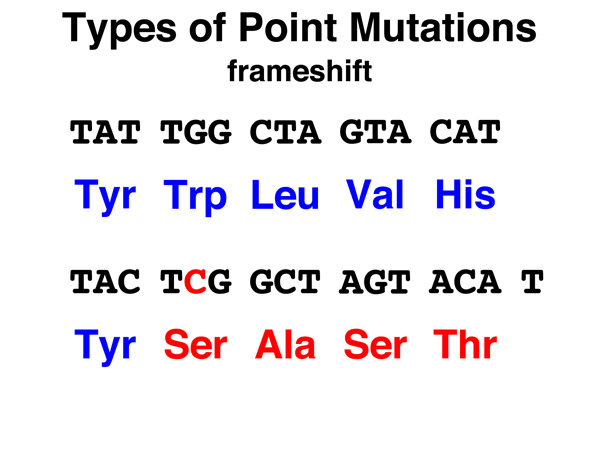 Types of Point Mutations
frameshift
TAT TGG CTA GTA CAT
Tyr Trp Leu Val His
TAC TCG GCT AGT ACA T
Tyr Ser Ala Ser Thr